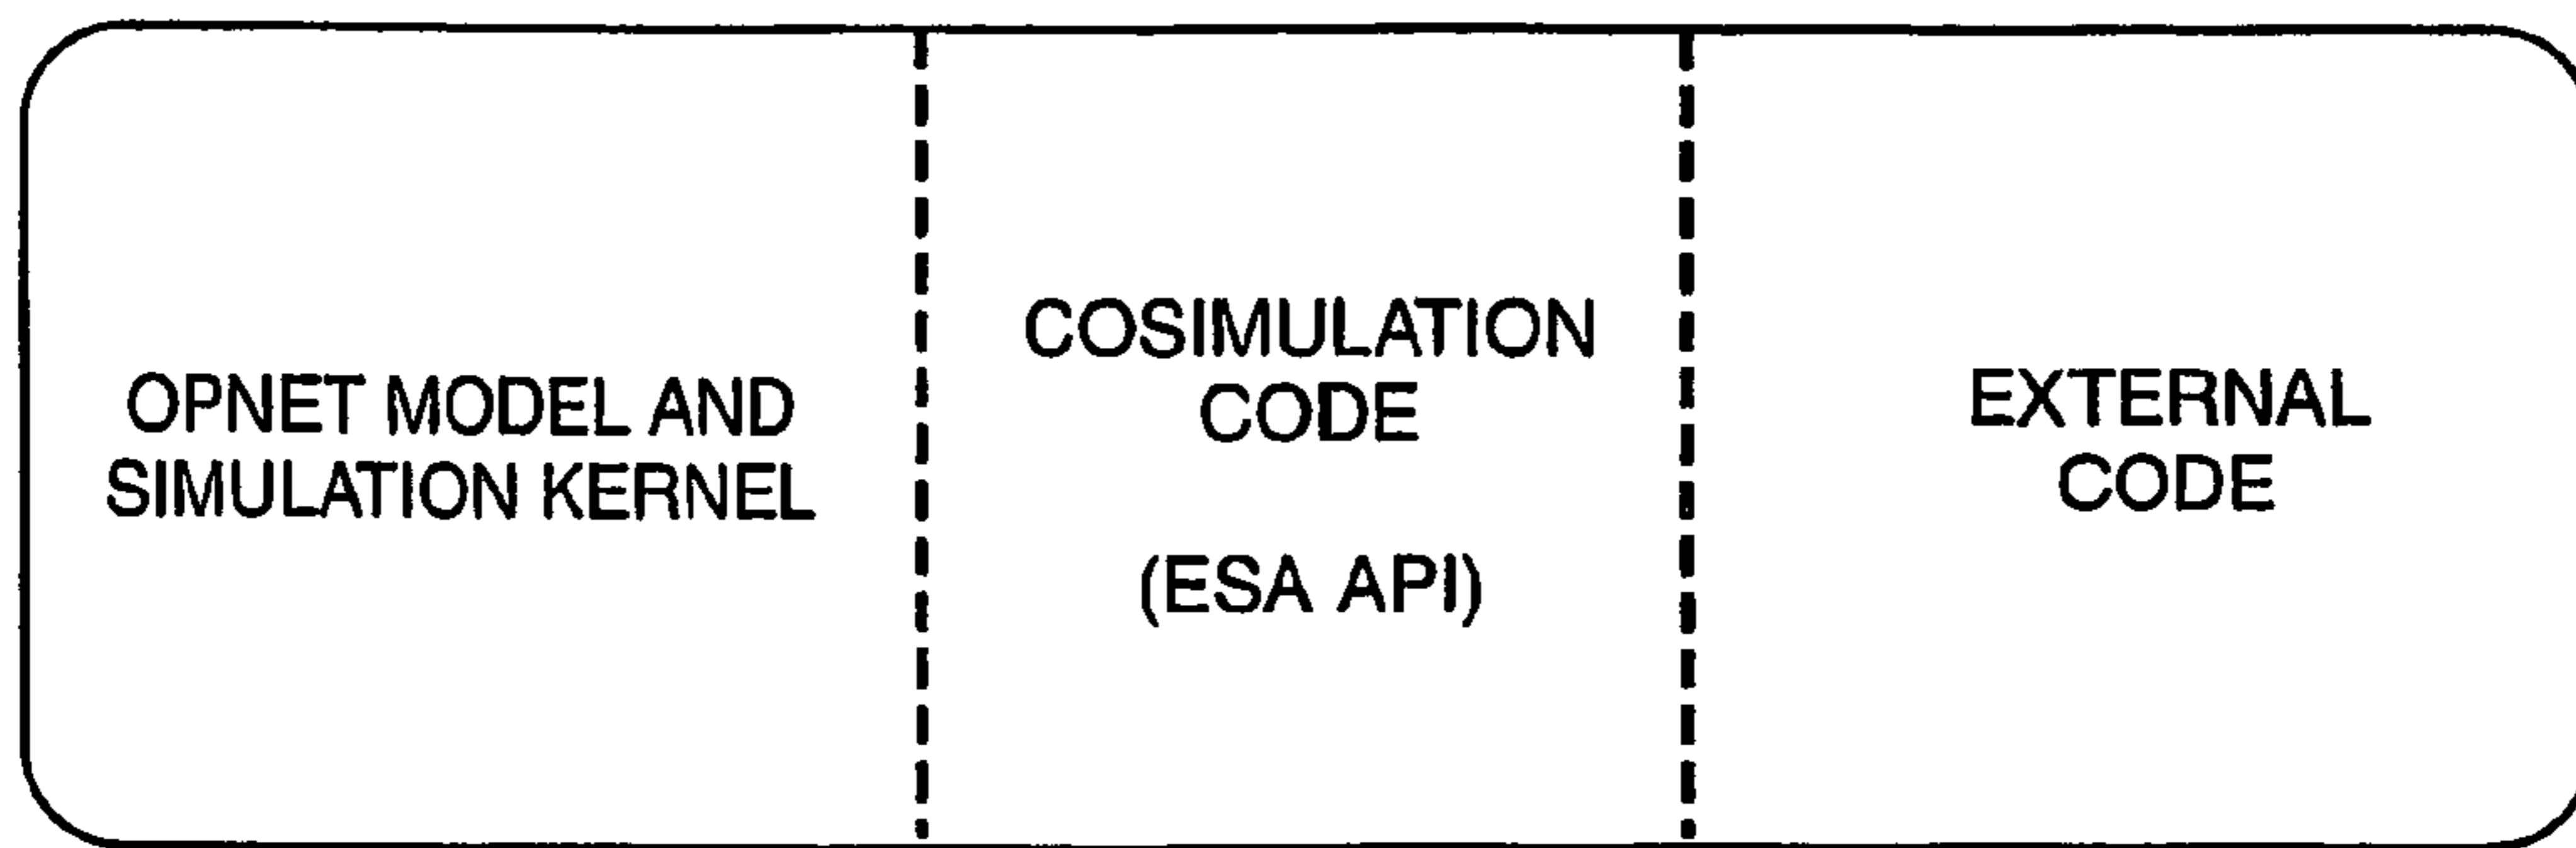 OPNET MODEL AND
SIMULATION KERNEL
COSIMULATION
CODE
(ESA API)
EXTERNAL
CODE